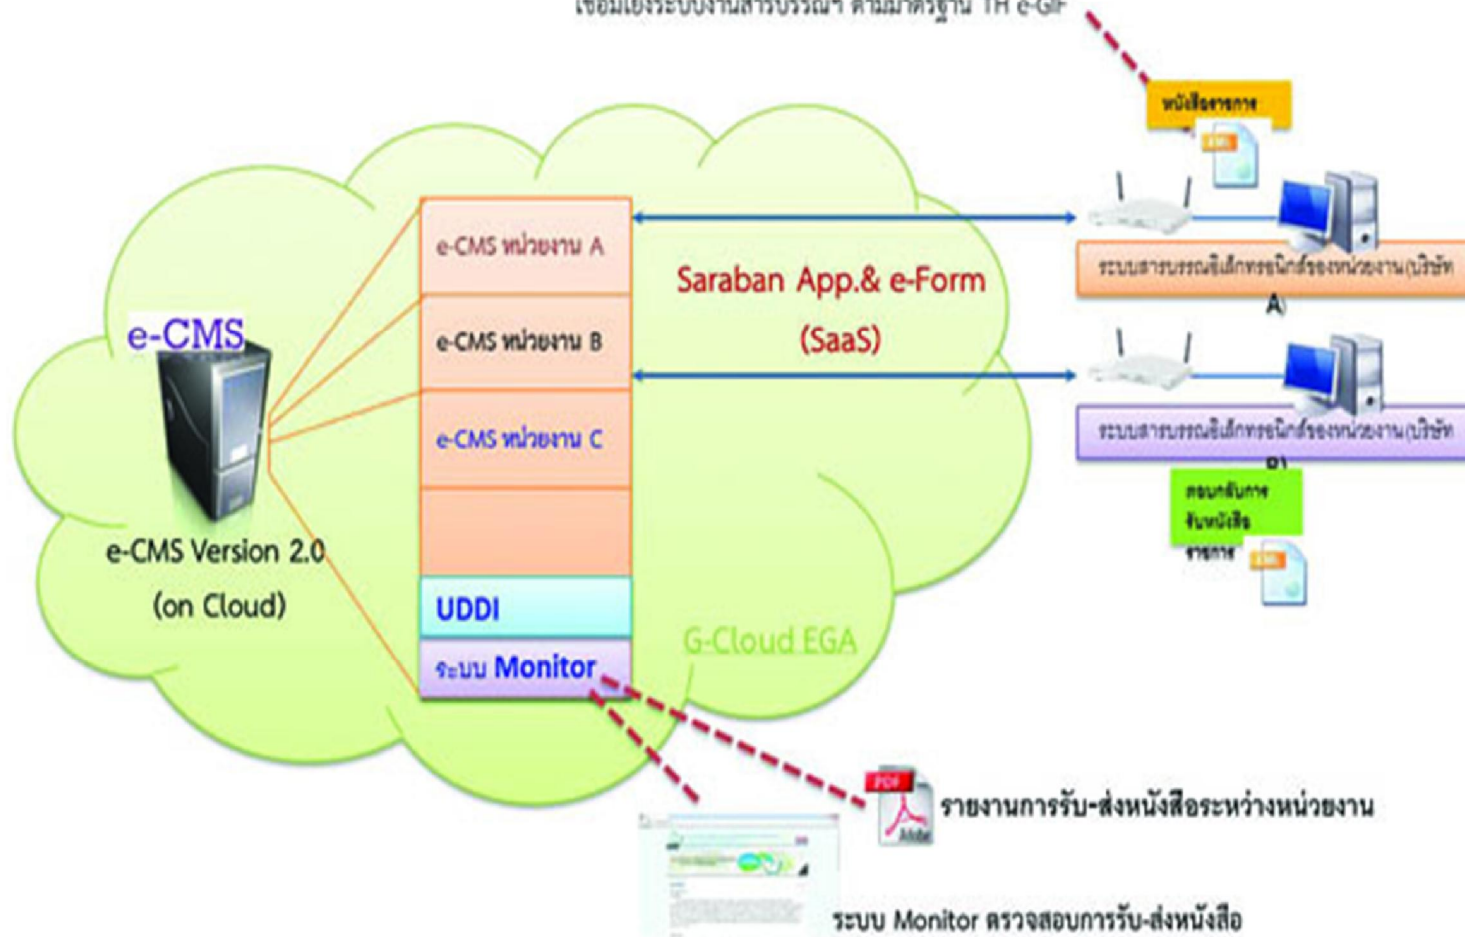 เชื่อมโยงระบบงานสารบรรณฯ ตามมาตรฐาน TH e-GIF
หนังสือราชการ
XML
e-CMS หน่วยงาน A
ระบบสารบรรณอิเล็กทรอนิกส์ของหน่วยงาน(บริษัท
A)
Saraban App.& e-Form
(SaaS)
e-CMS
e-CMS หน่วยงาน B
e-CMS หน่วยงาน C
ระบบสารบรรณอิเล็กทรอนิกส์ของหน่วยงาน(บริษัท
B)
ตอบกลับการ
รับหนังสือ
ราชการ
XML
e-CMS Version 2.0
(on Cloud)
UDDI
G-Cloud EGA
ระบบ Monitor
PDF
Adobe
รายงานการรับ-ส่งหนังสือระหว่างหน่วยงาน
ระบบ Monitor ตรวจสอบการรับ-ส่งหนังสือ